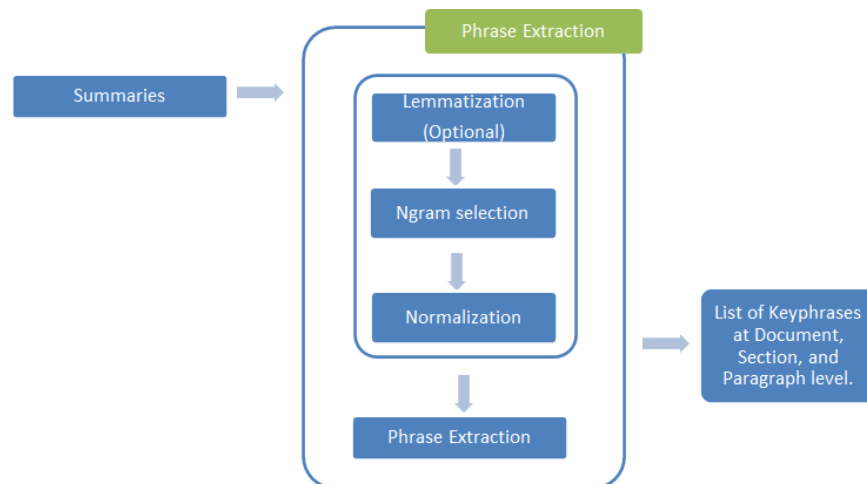 Phrase Extraction
Summaries
Lemmatization
(Optional)
Ngram selection
Normalization
Phrase Extraction
List of Keyphrases
at Document,
Section, and
Paragraph level.